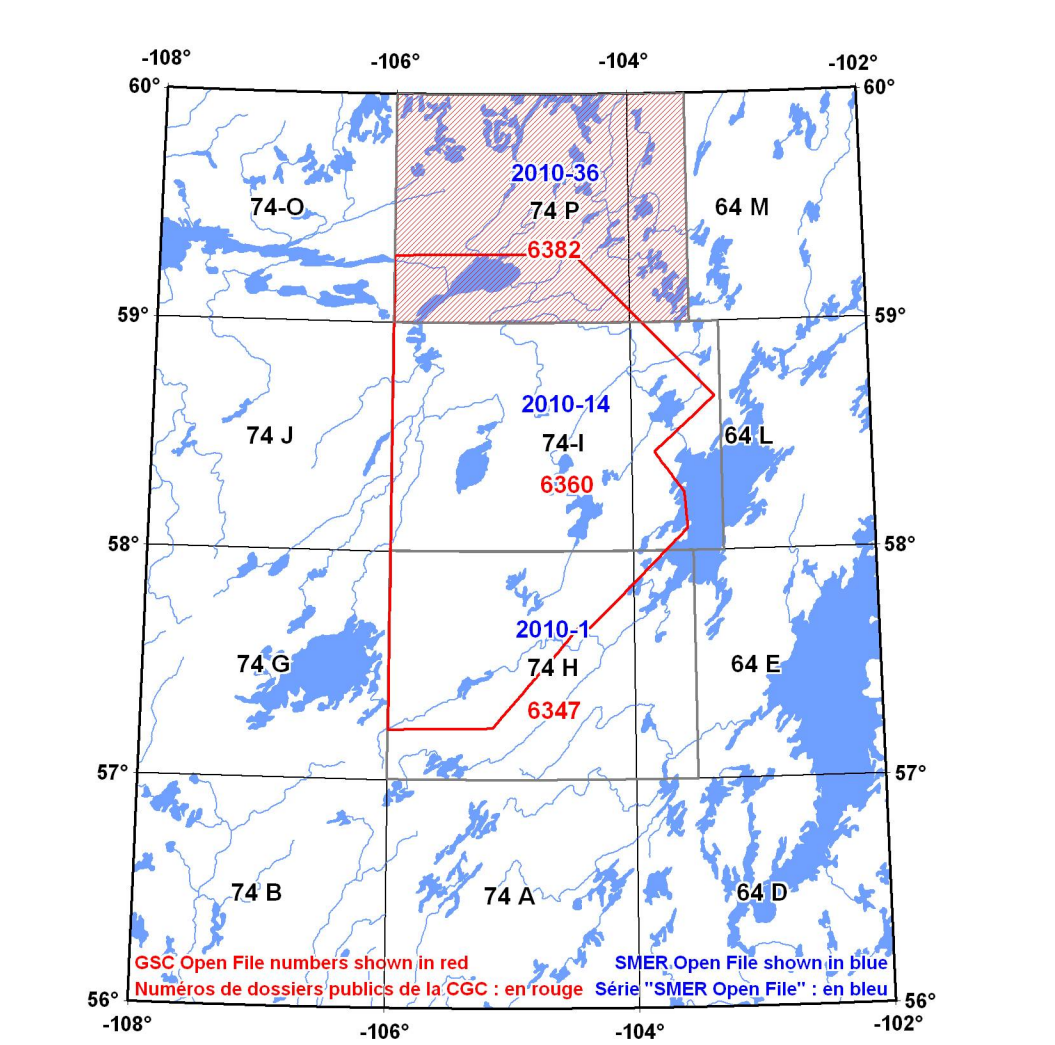 -108° -106° -104° -102°
60° 60°
2010-36
74-O 74 P 64 M
6382
59° 59°
2010-14
74 J 74-I 64 L
6360
58° 58°
2010-1
74 G 74 H 64 E
6347
57° 57°
74 B 74 A 64 D
GSC Open File numbers shown in red SMER Open File shown in blue
Numéros de dossiers publics de la CGC : en rouge Série "SMER Open File" : en bleu
56° 56°
-108° -106° -104° -102°